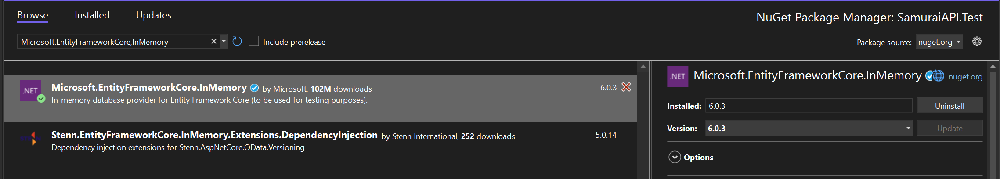 Browse Installed Updates
NuGet Package Manager: SamuraiAPI.Test
Microsoft.EntityFrameworkCore,InMemory
Include prerelease
Package source: nuget.org
.NET
Microsoft.EntityFrameworkCore.InMemory by Microsoft, 102M downloads 6.0.3
In-memory database provider for Entity Framework Core (to be used for testing purposes).
Stenn.EntityFrameworkCore.InMemory.Extensions.DependencyInjection by Stenn International, 252 downloads 5.0.14
Dependency injection extensions for Stenn.AspNetCore.OData.Versioning
.NET
Microsoft.EntityFrameworkCore.InMemory nuget.org
Installed: 6.0.3 Uninstall
Version: 6.0.3 Update
Options